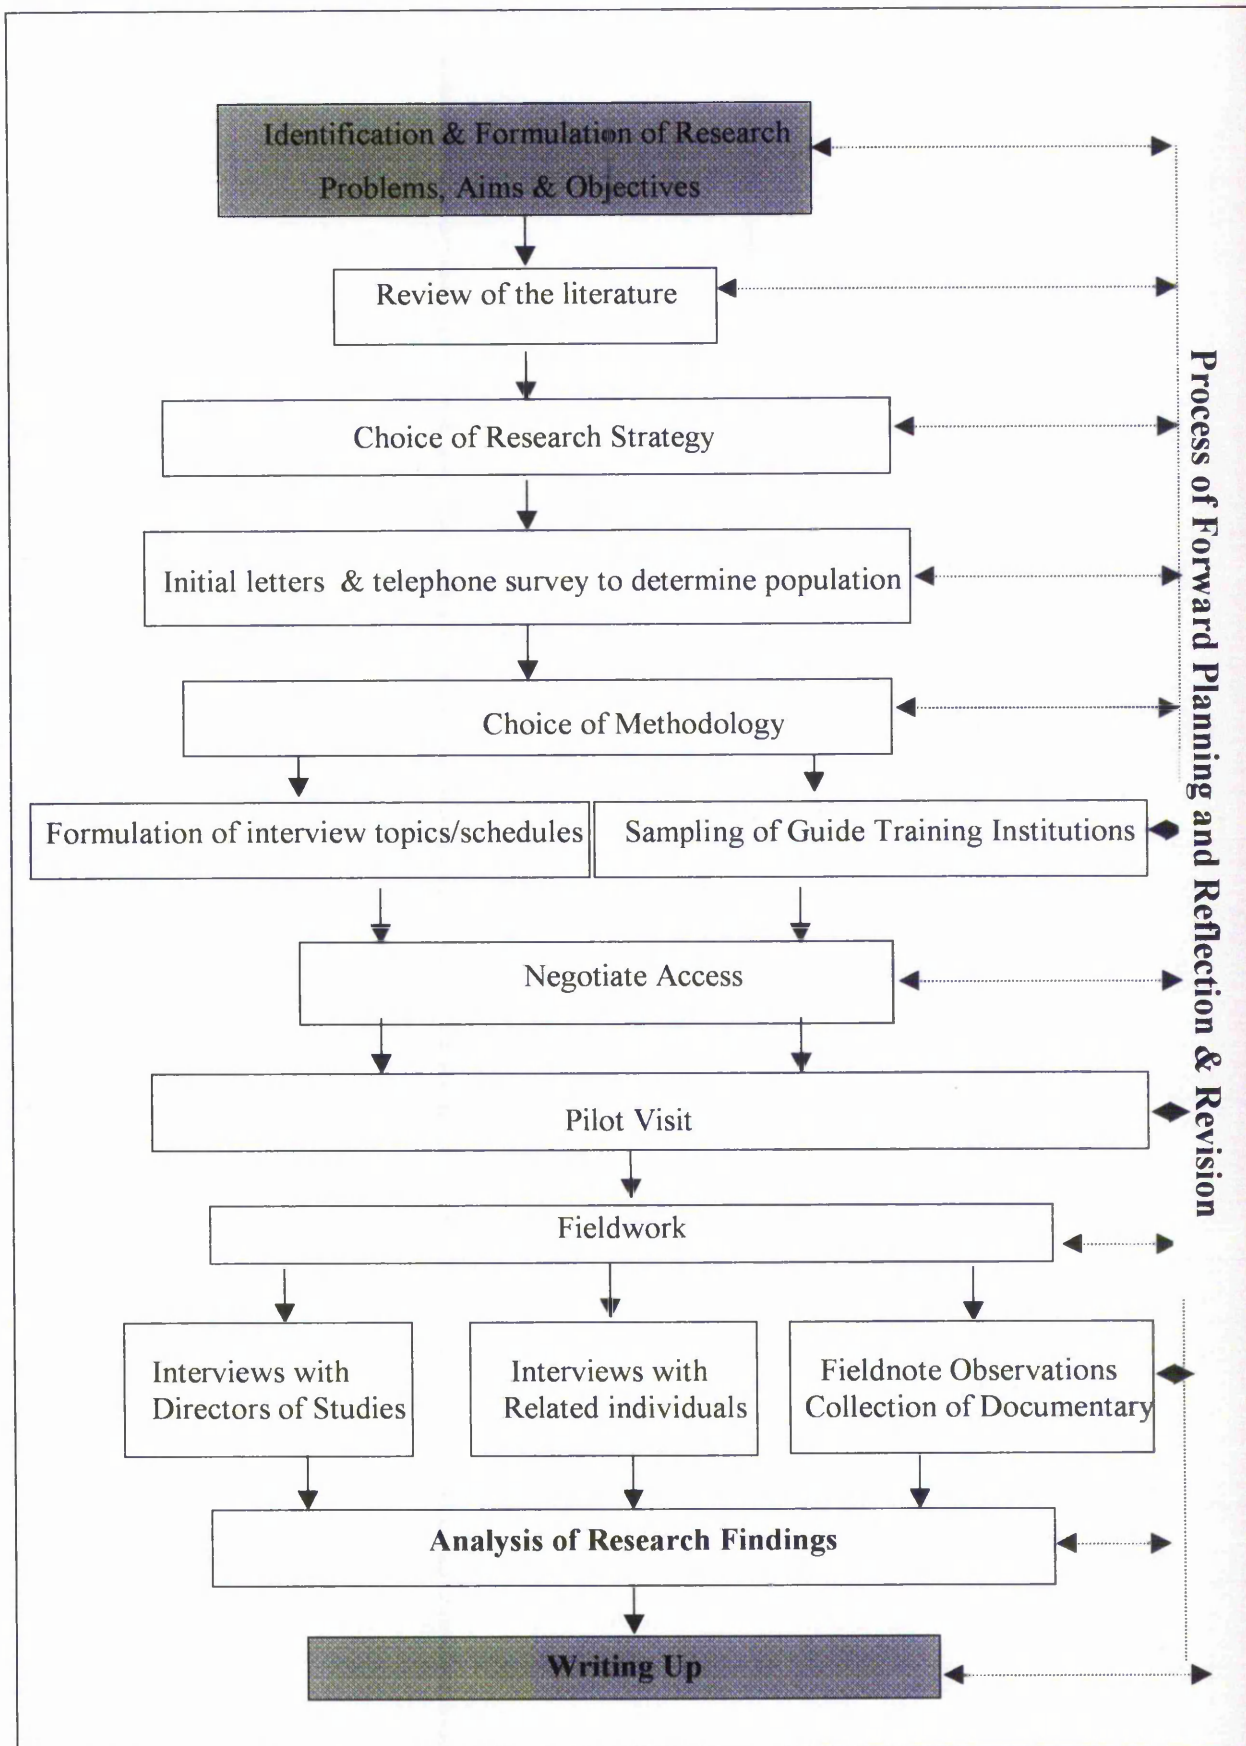 Identification & Formulation of Research
Problems, Aims & Objectives
Review of the literature
Choice of Research Strategy
Initial letters & telephone survey to determine population
Choice of Methodology
Formulation of interview topics/schedules
Sampling of Guide Training Institutions
Negotiate Access
Pilot Visit
Fieldwork
Interviews with
Directors of Studies
Interviews with
Related individuals
Fieldnote Observations
Collection of Documentary
Analysis of Research Findings
Writing Up
Process of Forward Planning and Reflection & Revision